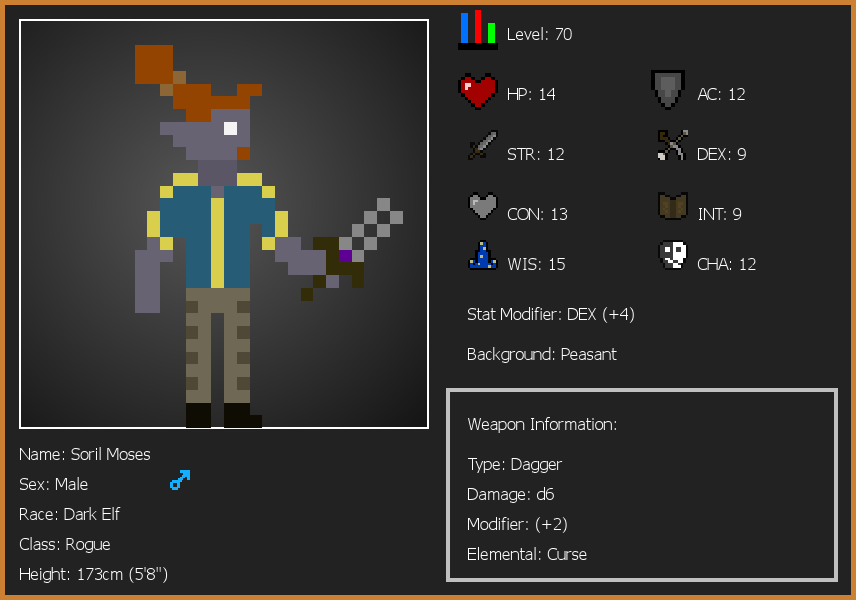 Level: 70
HP: 14
AC: 12
STR: 12
DEX: 9
CON: 13
INT: 9
WIS: 15
CHA: 12
Stat Modifier: DEX (+4)
Background: Peasant
Weapon Information:
Type: Dagger
Damage: d6
Modifier: (+2)
Elemental: Curse
Name: Soril Moses
Sex: Male
Race: Dark Elf
Class: Rogue
Height: 173cm (5'8")